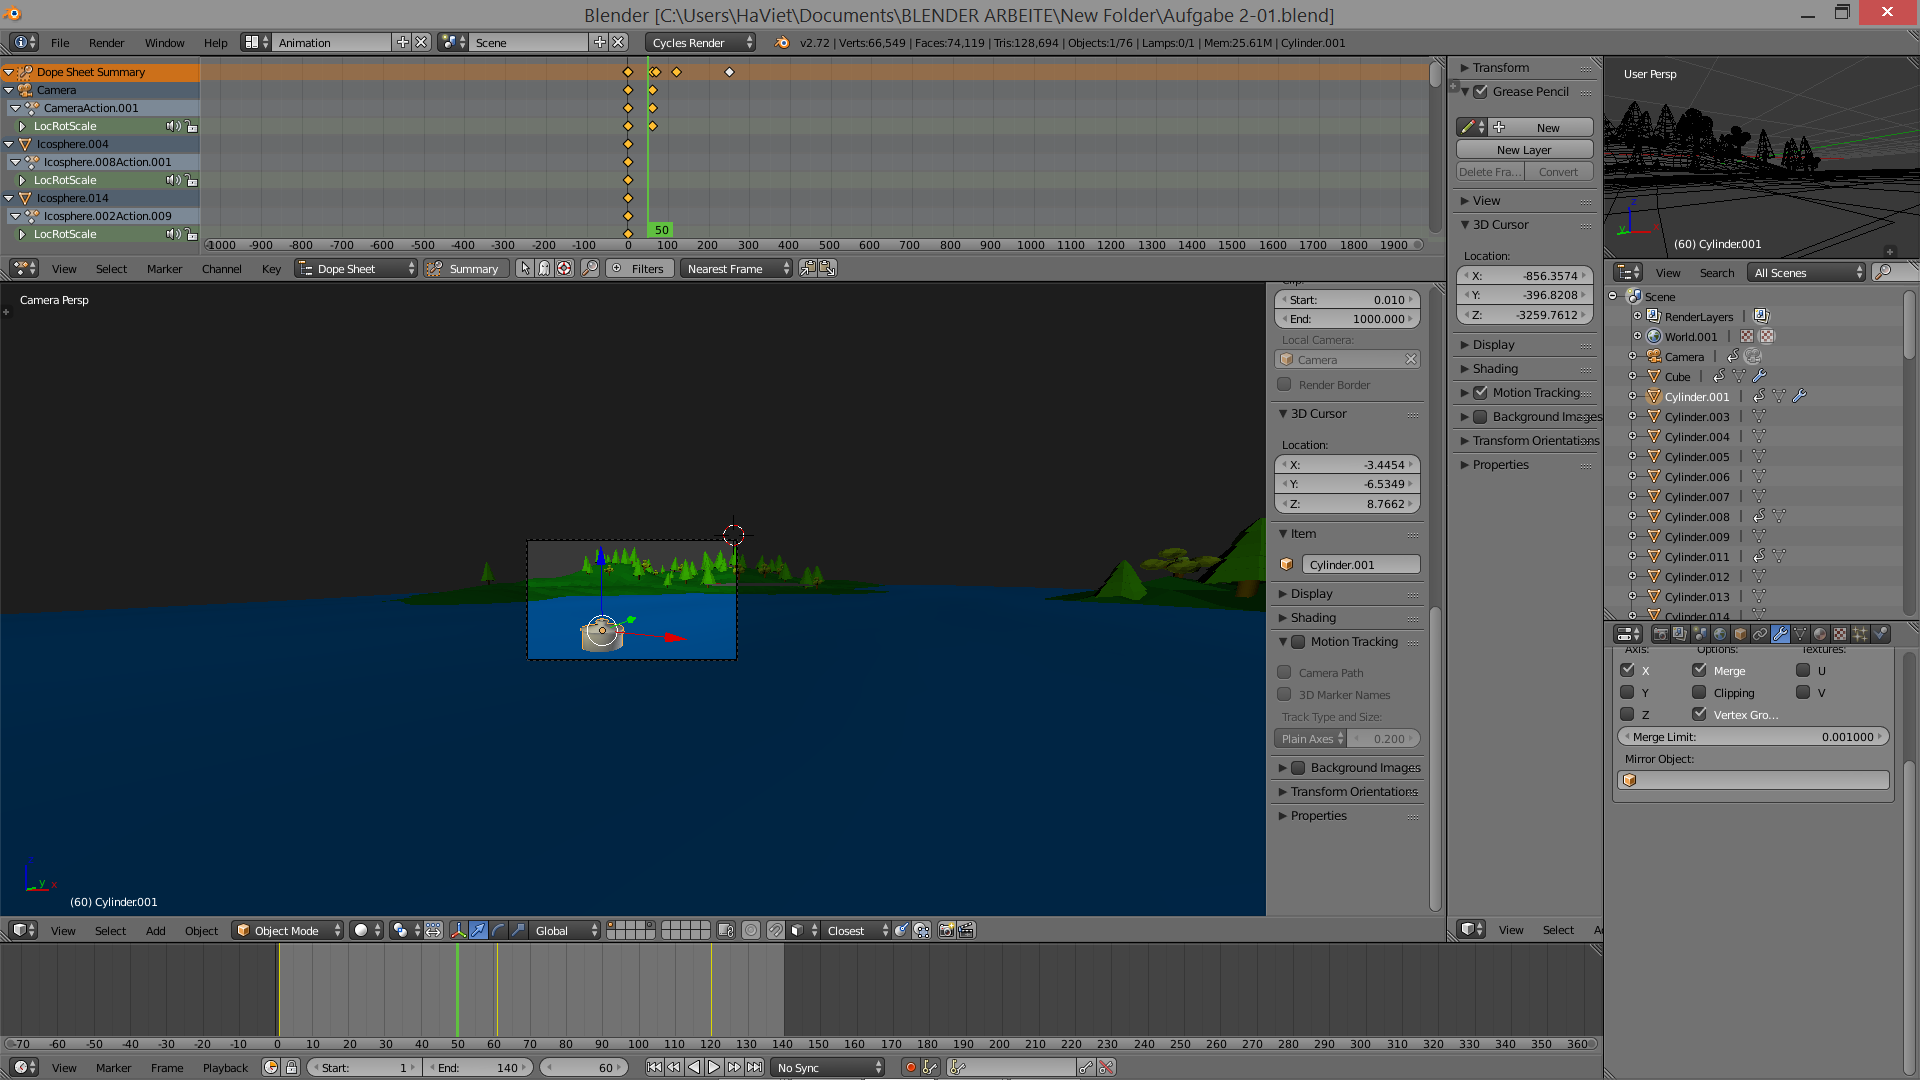 Blender [C:\Users\HaViet\Documents\BLENDER ARBEITE\New Folder\Aufgabe 2-01.blend]
File Render Window Help Animation Scene Cycles Render v2.72 | Verts:66,549 | Faces:74,119 | Tris:128,694 | Objects:1/76 | Lamps:0/1 | Mem:25.61M | Cylinder.001
Dope Sheet Summary
Camera
CameraAction.001
LocRotScale
Icosphere.004
Icosphere.008Action.001
LocRotScale
Icosphere.014
Icosphere.002Action.009
LocRotScale
50
-1000 -900 -800 -700 -600 -500 -400 -300 -200 -100 0 100 200 300 400 500 600 700 800 900 1000 1100 1200 1300 1400 1500 1600 1700 1800 1900
View Select Marker Channel Key Dope Sheet Summary Filters Nearest Frame
Camera Persp
(60) Cylinder.001
Start: 0.010
End: 1000.000
Local Camera:
Camera
Render Border
3D Cursor
Location:
X: -3.4454
Y: -6.5349
Z: 8.7662
Item
Cylinder.001
Display
Shading
Motion Tracking
Camera Path
3D Marker Names
Track Type and Size:
Plain Axes 0.200
Background Images
Transform Orientations
Properties
Transform
Grease Pencil
New
New Layer
Delete Fra... Convert
View
3D Cursor
Location:
X: -856.3574
Y: -396.8208
Z: -3259.7612
Display
Shading
Motion Tracking
Background Images
Transform Orientations
Properties
User Persp
(60) Cylinder.001
View Search All Scenes
Scene
RenderLayers
World.001
Camera
Cube
Cylinder.001
Cylinder.003
Cylinder.004
Cylinder.005
Cylinder.006
Cylinder.007
Cylinder.008
Cylinder.009
Cylinder.011
Cylinder.012
Cylinder.013
Cylinder.014
Axis: Options: Textures:
X Merge U
Y Clipping V
Z Vertex Gro...
Merge Limit: 0.001000
Mirror Object:
View Select Add Object Object Mode Global Closest
View Select
-70 -60 -50 -40 -30 -20 -10 0 10 20 30 40 50 60 70 80 90 100 110 120 130 140 150 160 170 180 190 200 210 220 230 240 250 260 270 280 290 300 310 320 330 340 350 360
View Marker Frame Playback Start: 1 End: 140 60 No Sync